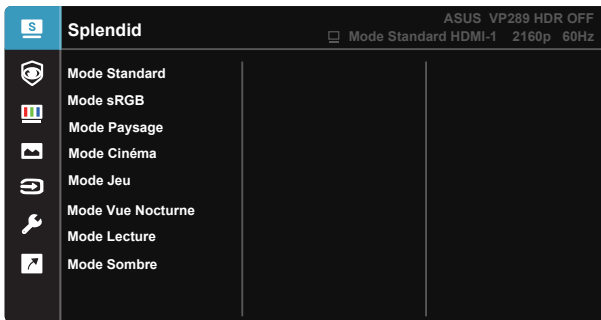 S
Splendid
ASUS VP289 HDR OFF
Mode Standard HDMI-1 2160p 60Hz
Mode Standard
Mode sRGB
Mode Paysage
Mode Cinéma
Mode Jeu
Mode Vue Nocturne
Mode Lecture
Mode Sombre